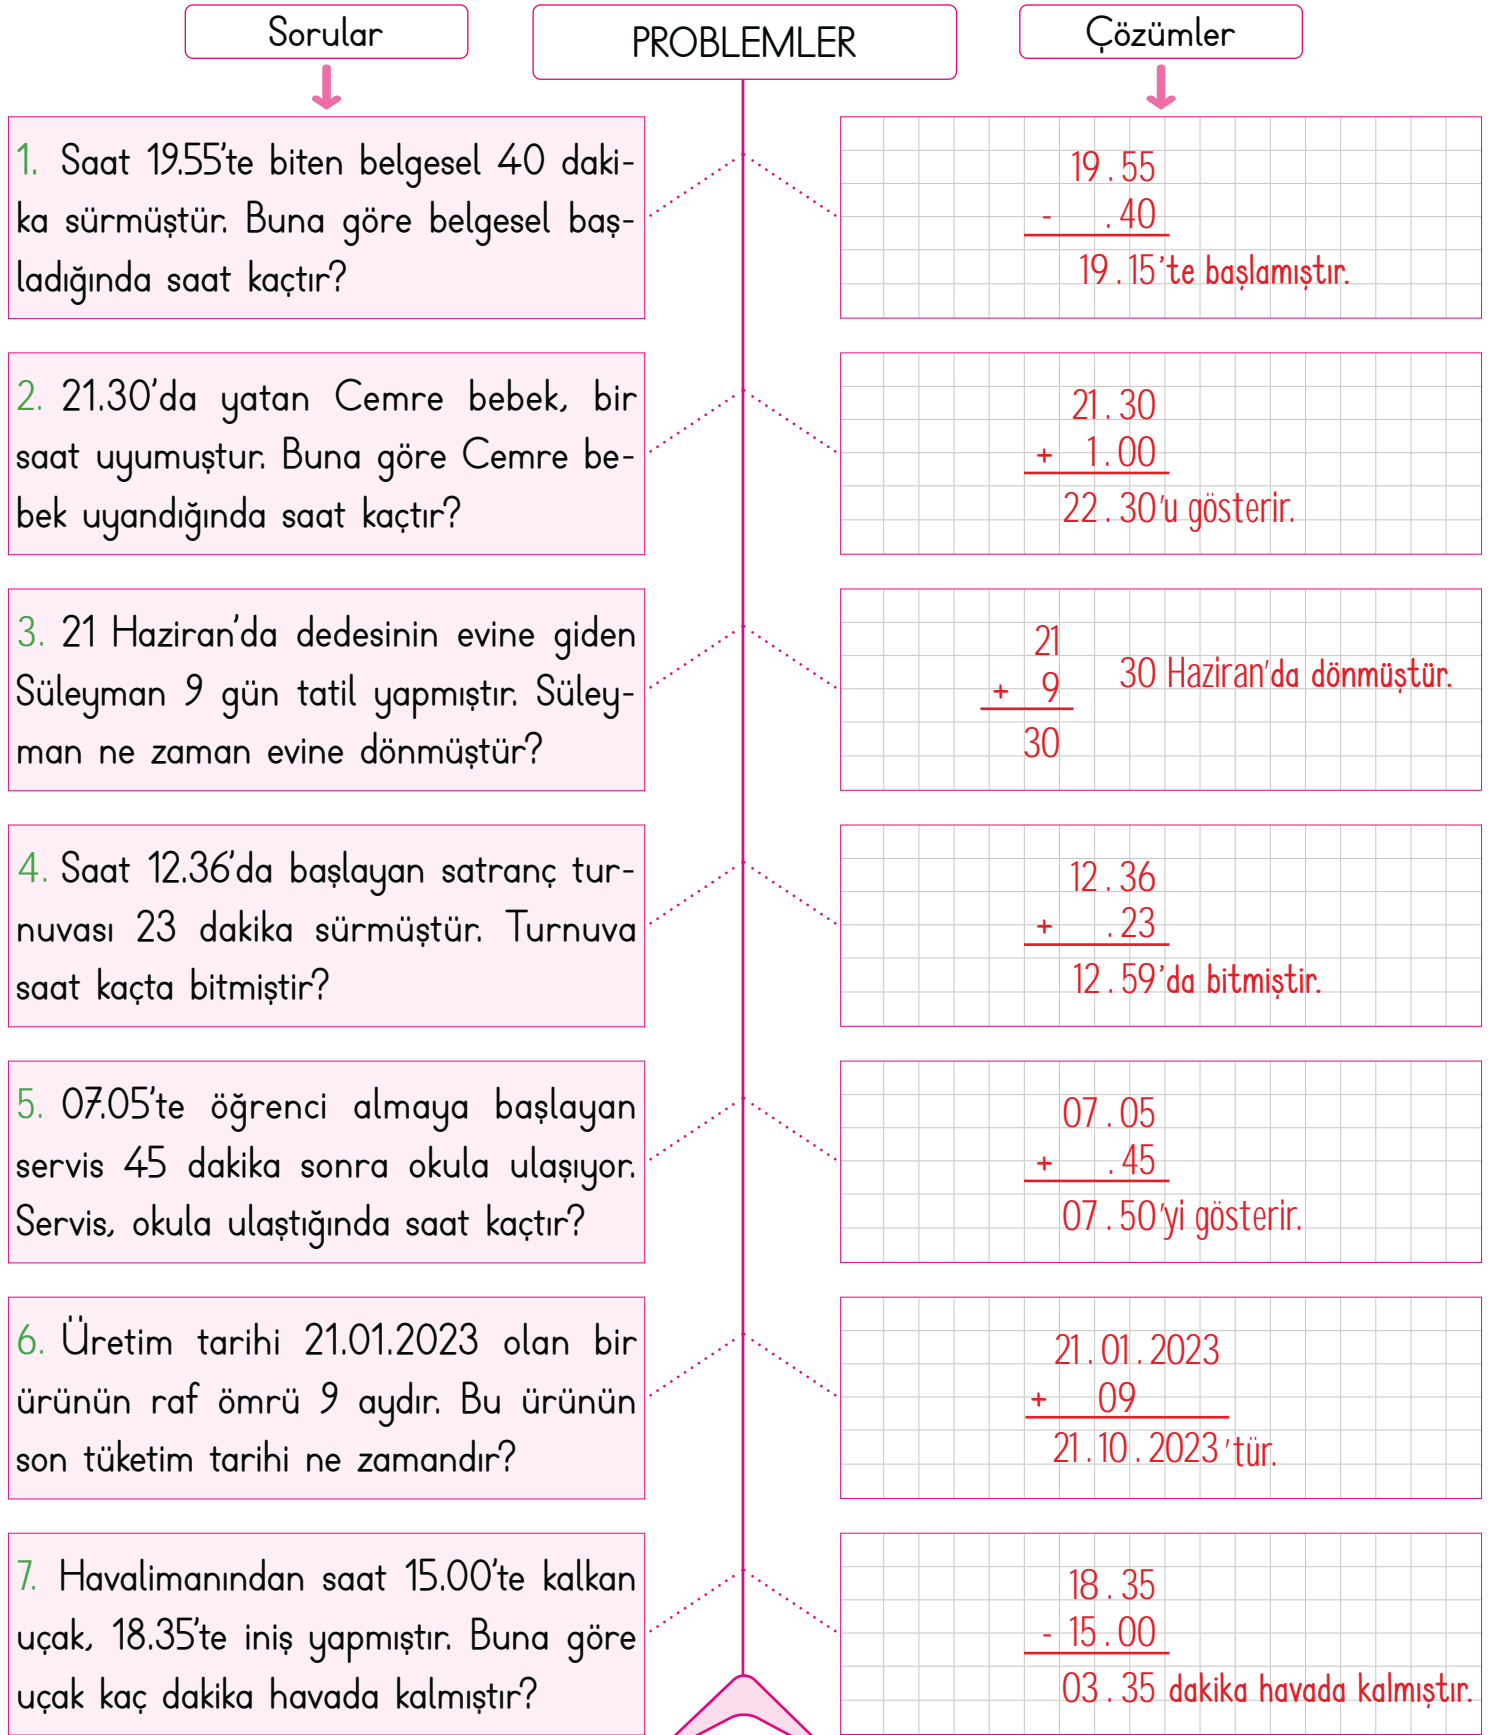 Sorular
PROBLEMLER
Çözümler
1. Saat 19.55'te biten belgesel 40 daki-
ka sürmüştür. Buna göre belgesel baş-
ladığında saat kaçtır?
19.55
- .40
19.15'te başlamıştır.
2. 21.30'da yatan Cemre bebek, bir
saat uyumuştur. Buna göre Cemre be-
bek uyandığında saat kaçtır?
21.30
+ 1.00
22.30'u gösterir.
3. 21 Haziran'da dedesinin evine giden
Süleyman 9 gün tatil yapmıştır. Süley-
man ne zaman evine dönmüştür?
21
+ 9
30
30 Haziran'da dönmüştür.
4. Saat 12.36'da başlayan satranç tur-
nuvası 23 dakika sürmüştür. Turnuva
saat kaçta bitmiştir?
12.36
+ .23
12.59'da bitmiştir.
5. 07.05'te öğrenci almaya başlayan
servis 45 dakika sonra okula ulaşıyor.
Servis, okula ulaştığında saat kaçtır?
07.05
+ .45
07.50'yi gösterir.
6. Üretim tarihi 21.01.2023 olan bir
ürünün raf ömrü 9 aydır. Bu ürünün
son tüketim tarihi ne zamandır?
21.01.2023
+ 09
21.10.2023'tür.
7. Havalimanından saat 15.00'te kalkan
uçak, 18.35'te iniş yapmıştır. Buna göre
uçak kaç dakika havada kalmıştır?
18.35
- 15.00
03.35 dakika havada kalmıştır.